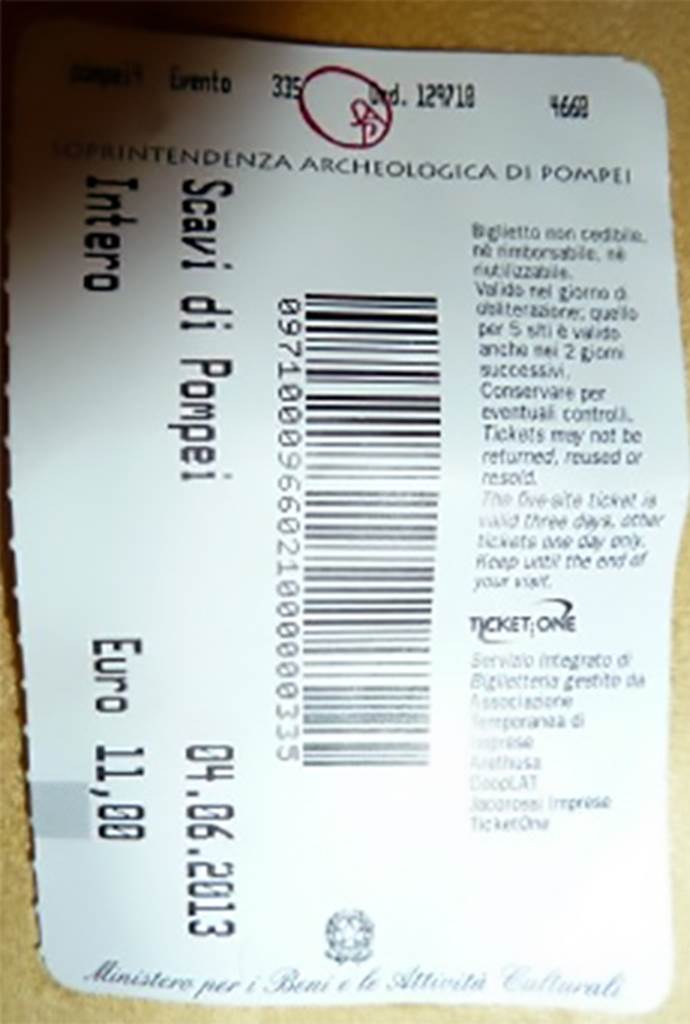 Evento 335 Ord. 129718 4668
SOPRINTENDENZA ARCHEOLOGICA DI POMPEI
Scavi di Pompei 04.06.2013
Intero Euro 11,00
Biglietto non cedibile,
nè rimborsabile, nè
riutilizzabile.
Valido nel giorno di
obliterazione; quello
per 5 siti è valido
anche nei 2 giorni
successivi.
Conservare per
eventuali controlli.
Tickets may not be
returned, reused or
resold.
The five-site ticket is
valid three days, other
tickets one day only.
Keep until the end of
your visit.
TICKET ONE
Servizio Integrato di
Biglietteria gestito da
Associazione
Temporanea di
Imprese
Arethusa
Jacorossi Imprese
TicketOne
Ministero per i Beni e le Attività Culturali